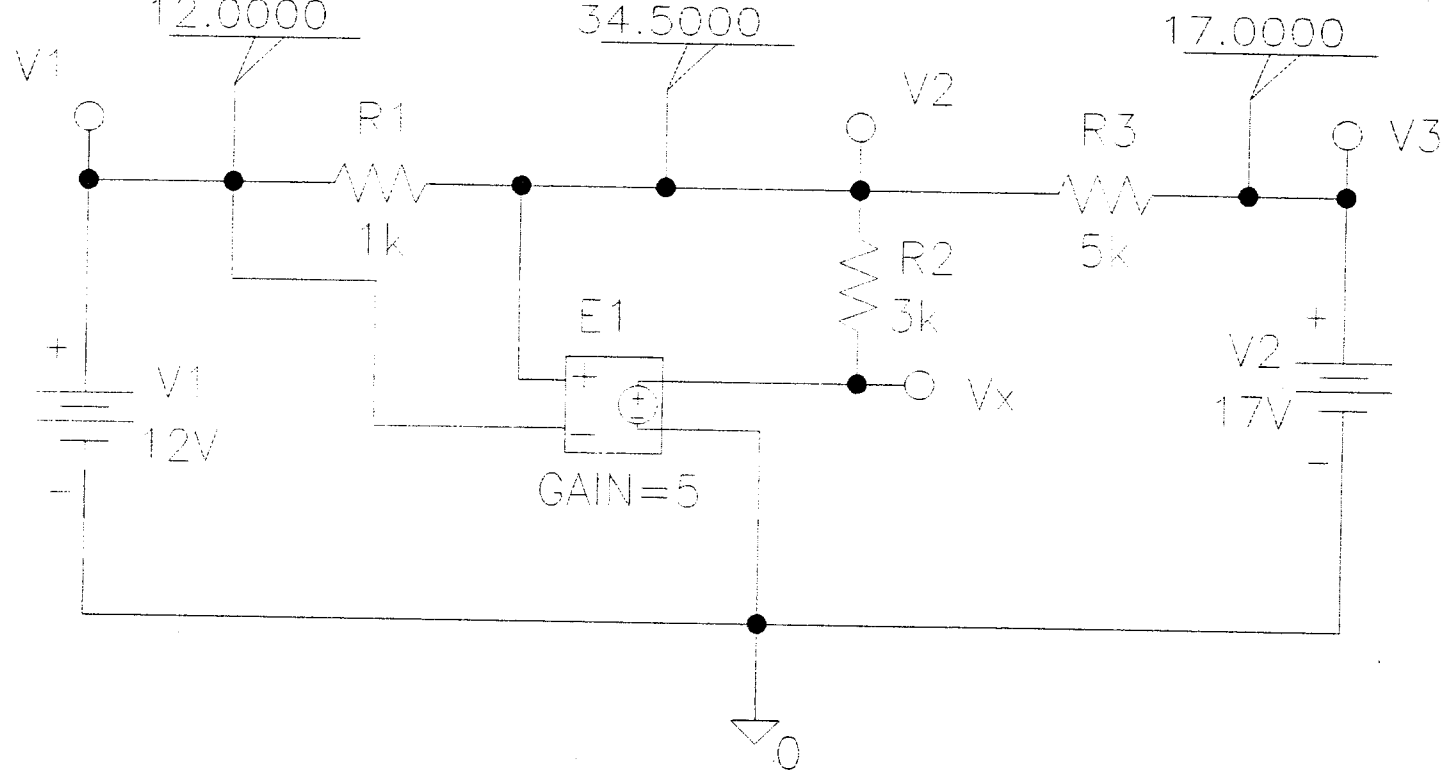 12.0000
34.5000
17.0000
V1
V2
V3
R1
R3
1k
5k
R2
3k
E1
+
+
+
V2
V1
+
−
Vx
17V
12V
−
−
−
GAIN=5
0